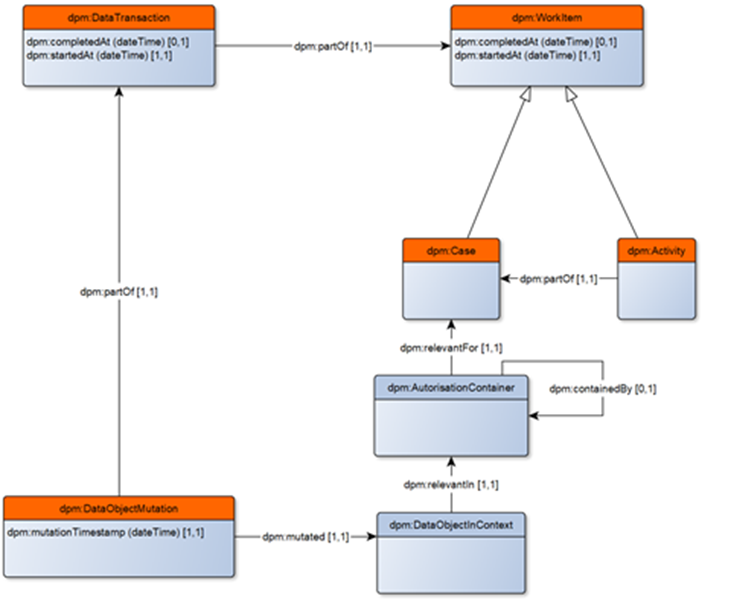 dpm:DataTransaction
dpm:completedAt (dateTime) [0,1]
dpm:startedAt (dateTime) [1,1]
dpm:partOf [1,1]
dpm:WorkItem
dpm:completedAt (dateTime) [0,1]
dpm:startedAt (dateTime) [1,1]
dpm:Case
dpm:partOf [1,1]
dpm:Activity
dpm:partOf [1,1]
dpm:relevantFor [1,1]
dpm:AutorisationContainer
dpm:containedBy [0,1]
dpm:relevantIn [1,1]
dpm:DataObjectMutation
dpm:mutationTimestamp (dateTime) [1,1]
dpm:mutated [1,1]
dpm:DataObjectInContext